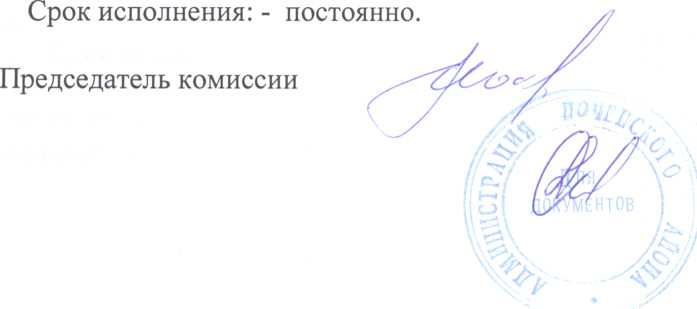 Срок исполнения: - постоянно.
Председатель комиссии
АДМИНИСТРАЦИЯ ПОЧЕПСКОГО РАЙОНА
ДЛЯ
ДОКУМЕНТОВ